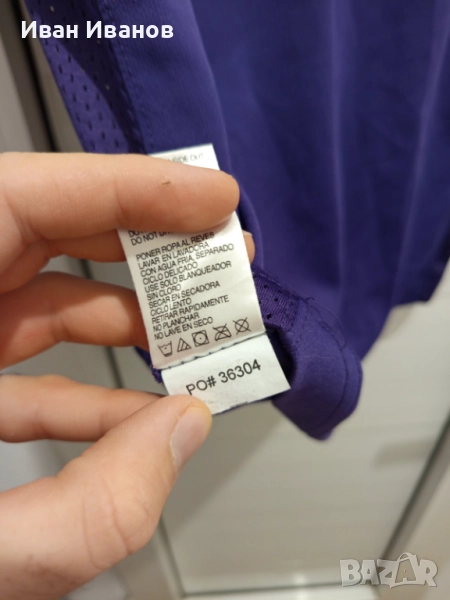 Иван Иванов
DO NOT
PONER ROPA AL REVES
LAVAR EN LAVADORA
CON AGUA FRIA, SEPARADO
CICLO DELICADO
USE SOLO BLANQUEADOR
SIN CLORO
SECAR EN SECADORA
CICLO LENTO
RETIRAR RAPIDAMENTE
NO PLANCHAR
NO LAVE EN SECO
PO# 36304
BAZAR